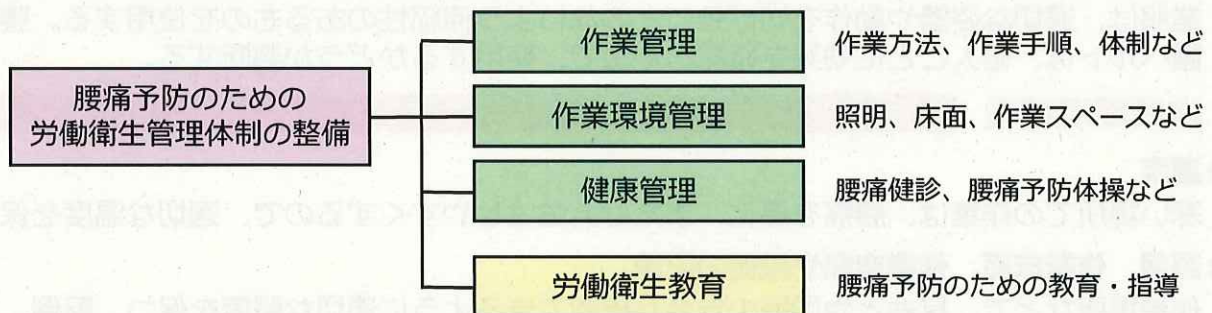 作業管理 作業方法、作業手順、体制など
腰痛予防のための
労働衛生管理体制の整備
作業環境管理 照明、床面、作業スペースなど
健康管理 腰痛健診、腰痛予防体操など
労働衛生教育 腰痛予防のための教育・指導